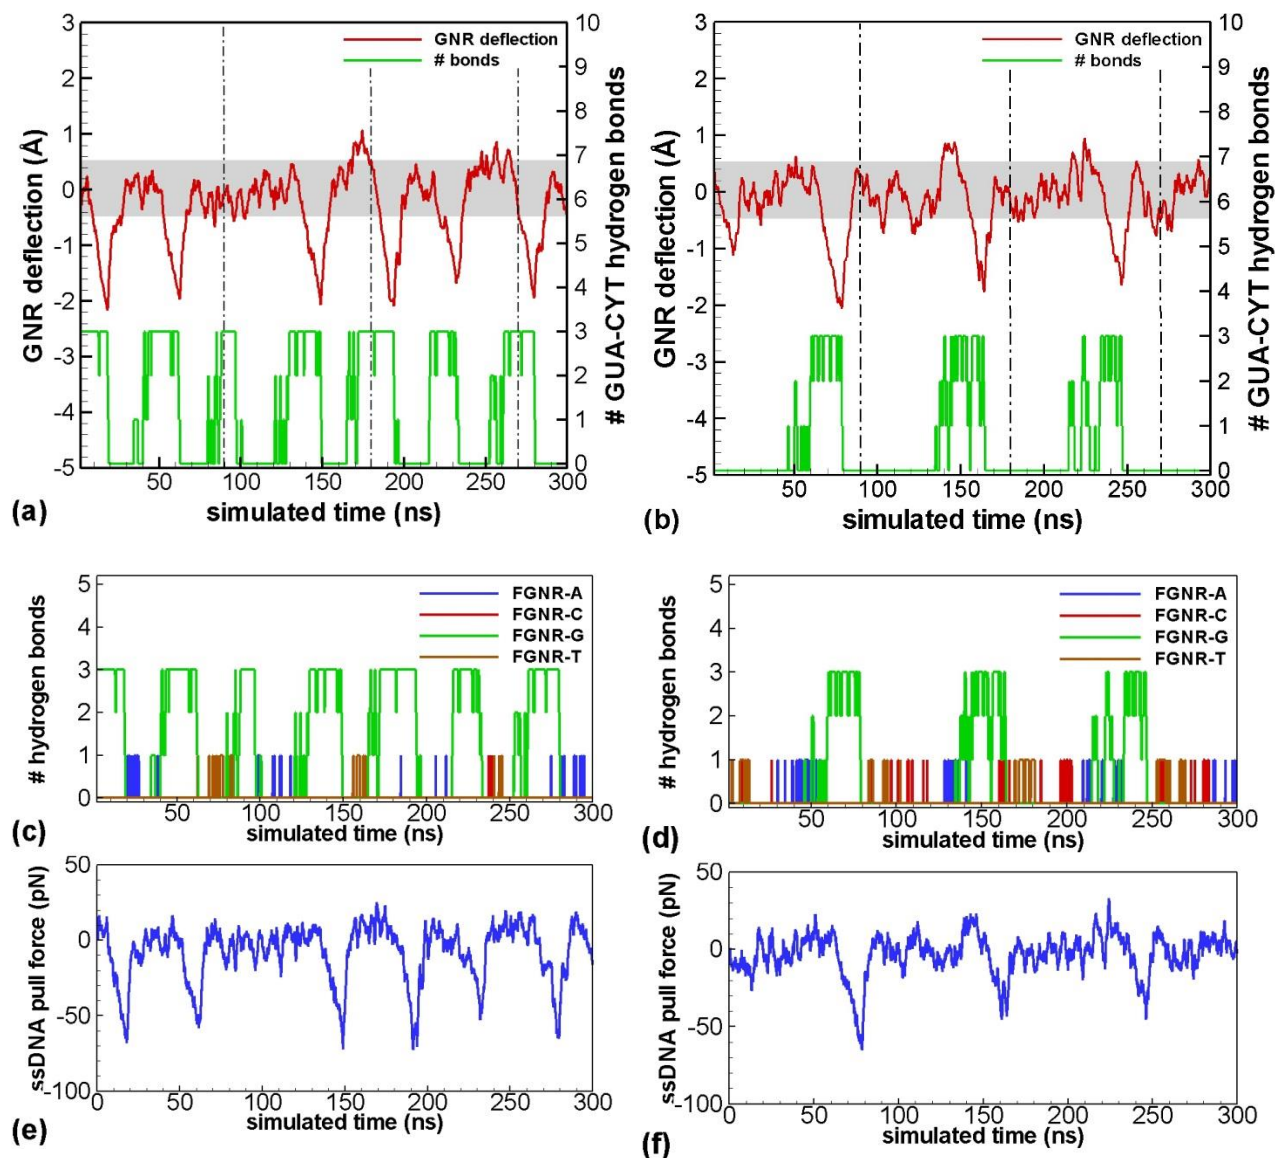 GNR deflection
# bonds
3
2
1
0
-1
-2
-3
-4
-5
GNR deflection (Å)
10
9
8
7
6
5
4
3
2
1
0
# GUA-CYT hydrogen bonds
50 100 150 200 250 300
simulated time (ns)
(a)
GNR deflection
# bonds
3
2
1
0
-1
-2
-3
-4
-5
GNR deflection (Å)
10
9
8
7
6
5
4
3
2
1
0
# GUA-CYT hydrogen bonds
50 100 150 200 250 300
simulated time (ns)
(b)
FGNR-A
FGNR-C
FGNR-G
FGNR-T
5
4
3
2
1
0
# hydrogen bonds
50 100 150 200 250 300
simulated time (ns)
(c)
FGNR-A
FGNR-C
FGNR-G
FGNR-T
5
4
3
2
1
0
# hydrogen bonds
50 100 150 200 250 300
simulated time (ns)
(d)
50
0
-50
-100
ssDNA pull force (pN)
0 50 100 150 200 250 300
simulated time (ns)
(e)
50
0
-50
-100
ssDNA pull force (pN)
0 50 100 150 200 250 300
simulated time (ns)
(f)